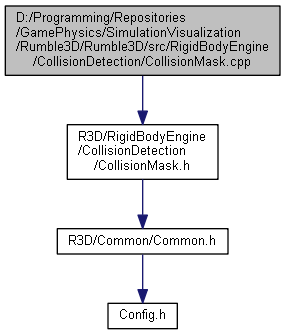 D:/Programming/Repositories
/GamePhysics/SimulationVisualization
/Rumble3D/Rumble3D/src/RigidBodyEngine
/CollisionDetection/CollisionMask.cpp
R3D/RigidBodyEngine
/CollisionDetection
/CollisionMask.h
R3D/Common/Common.h
Config.h